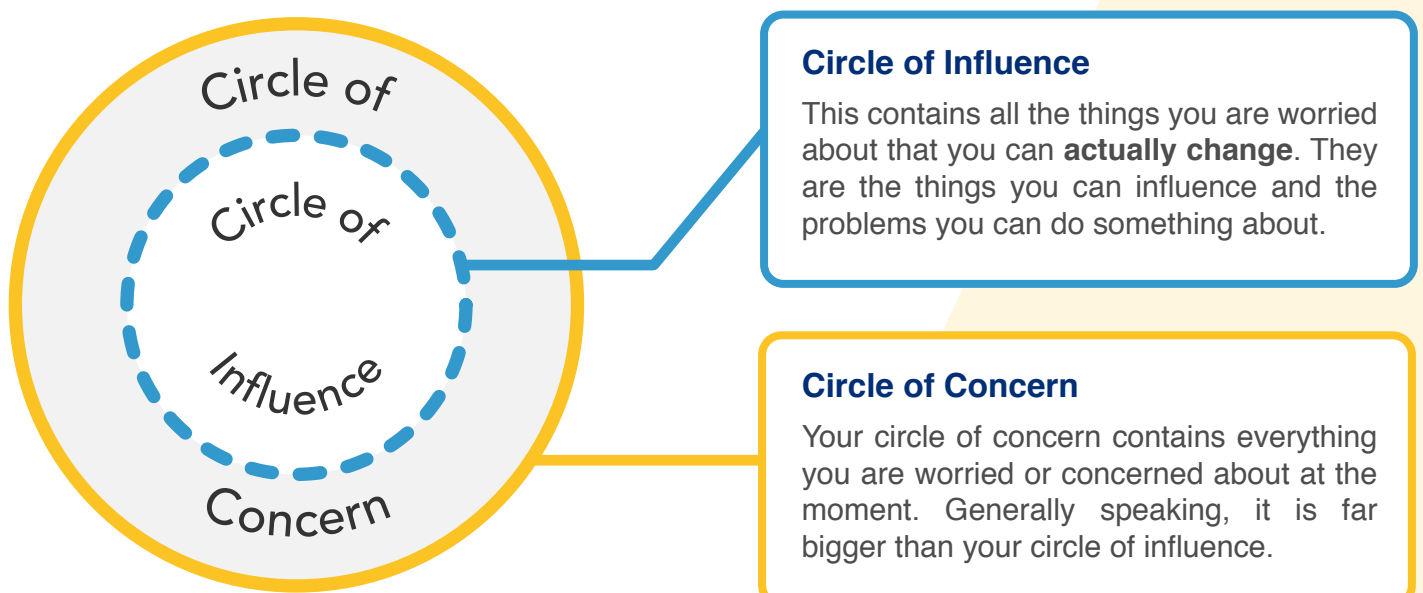 Circle of
Circle of
Influence
Concern
Circle of Influence
This contains all the things you are worried
about that you can actually change. They
are the things you can influence and the
problems you can do something about.
Circle of Concern
Your circle of concern contains everything
you are worried or concerned about at the
moment. Generally speaking, it is far
bigger than your circle of influence.